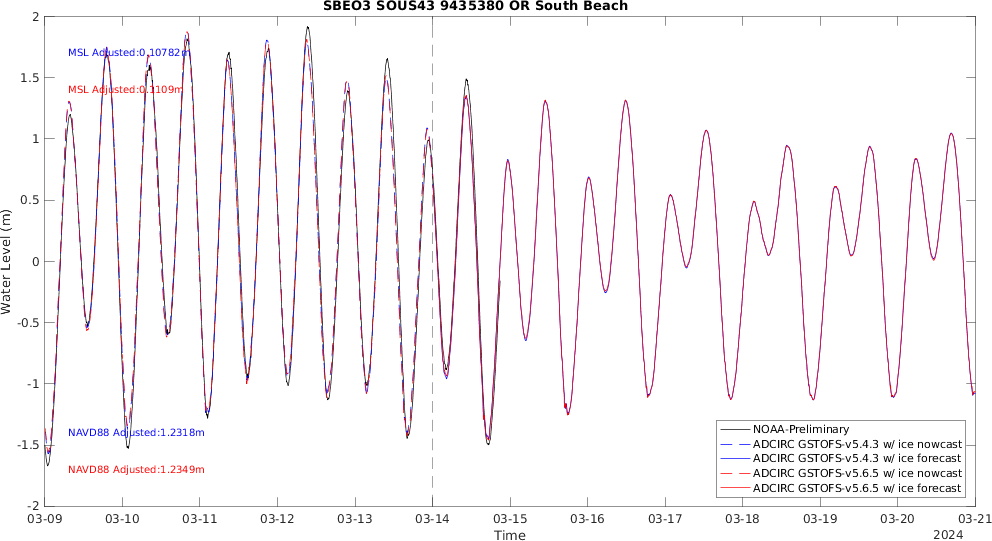 SBEO3 SOUS43 9435380 OR South Beach
Water Level (m)
2
1.5
1
0.5
0
-0.5
-1
-1.5
-2
MSL Adjusted:0.10782m
MSL Adjusted:0.1109m
NAVD88 Adjusted:1.2318m
NAVD88 Adjusted:1.2349m
NOAA-Preliminary
ADCIRC GSTOFS-v5.4.3 w/ ice nowcast
ADCIRC GSTOFS-v5.4.3 w/ ice forecast
ADCIRC GSTOFS-v5.6.5 w/ ice nowcast
ADCIRC GSTOFS-v5.6.5 w/ ice forecast
03-09 03-10 03-11 03-12 03-13 03-14 03-15 03-16 03-17 03-18 03-19 03-20 03-21
Time
2024